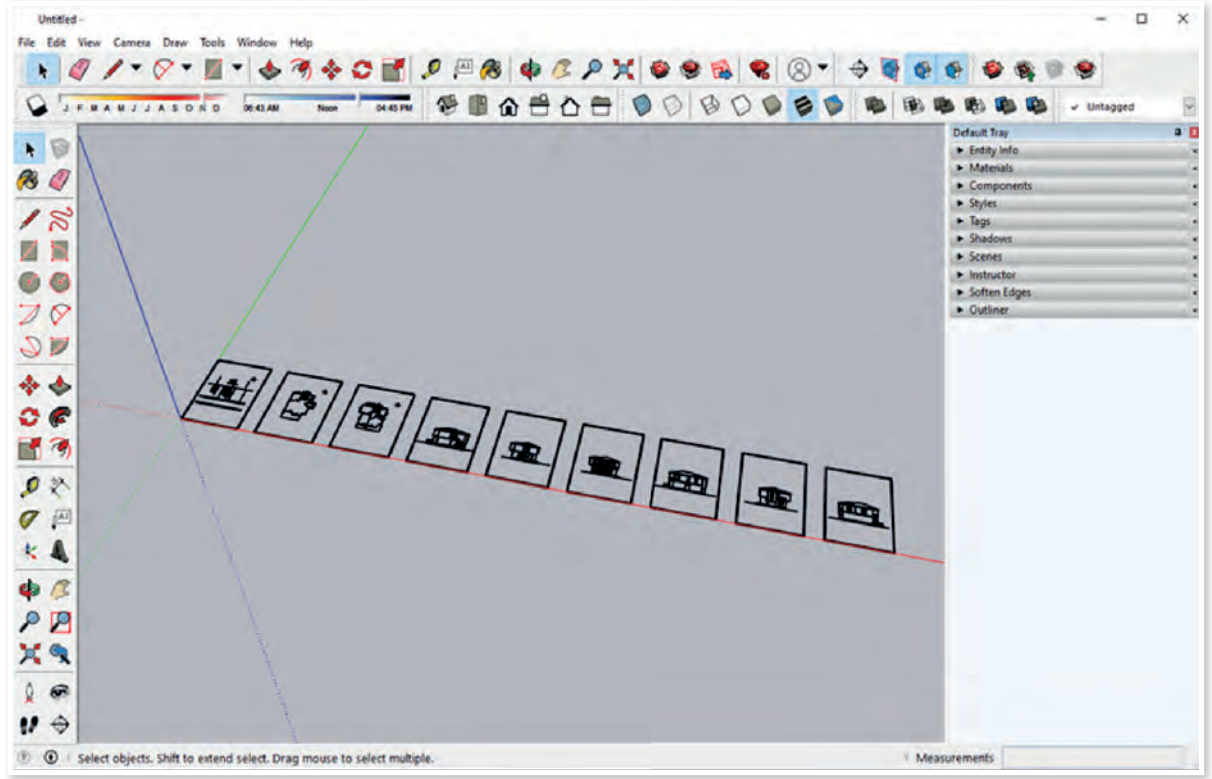 Untitled -
File Edit View Camera Draw Tools Window Help
A1
J F M A M J J A S O N D 06:43 AM Noon 04:45 PM Untagged
Default Tray
Entity Info
Materials
Components
Styles
Tags
Shadows
Scenes
Instructor
Soften Edges
Outliner
A1
Select objects. Shift to extend select. Drag mouse to select multiple. Measurements